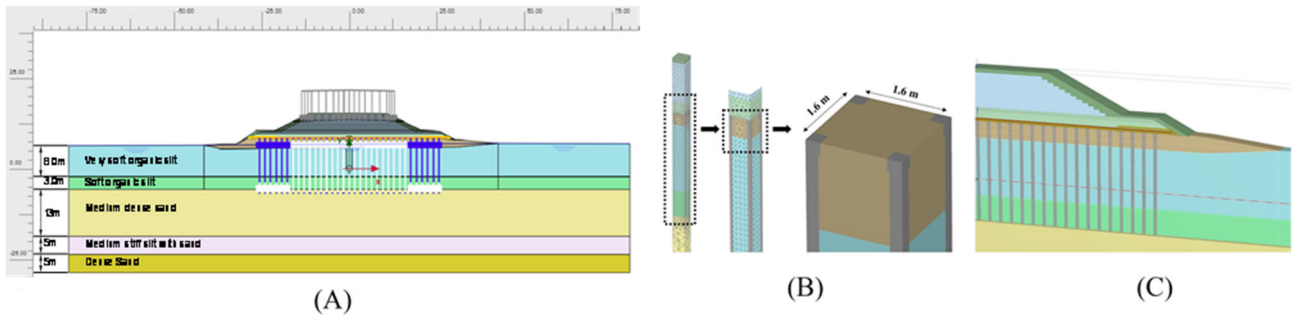 -75.00 -50.00 -25.00 0.00 25.00 50.00 75.00
25.00
0.00
-25.00
8.0m Very soft organic silt
3.0m Soft organic silt
13m Medium dense sand
5m Medium stiff silt with sand
5m Dense Sand
X
(A)
1.6 m 1.6 m
(B)
(C)